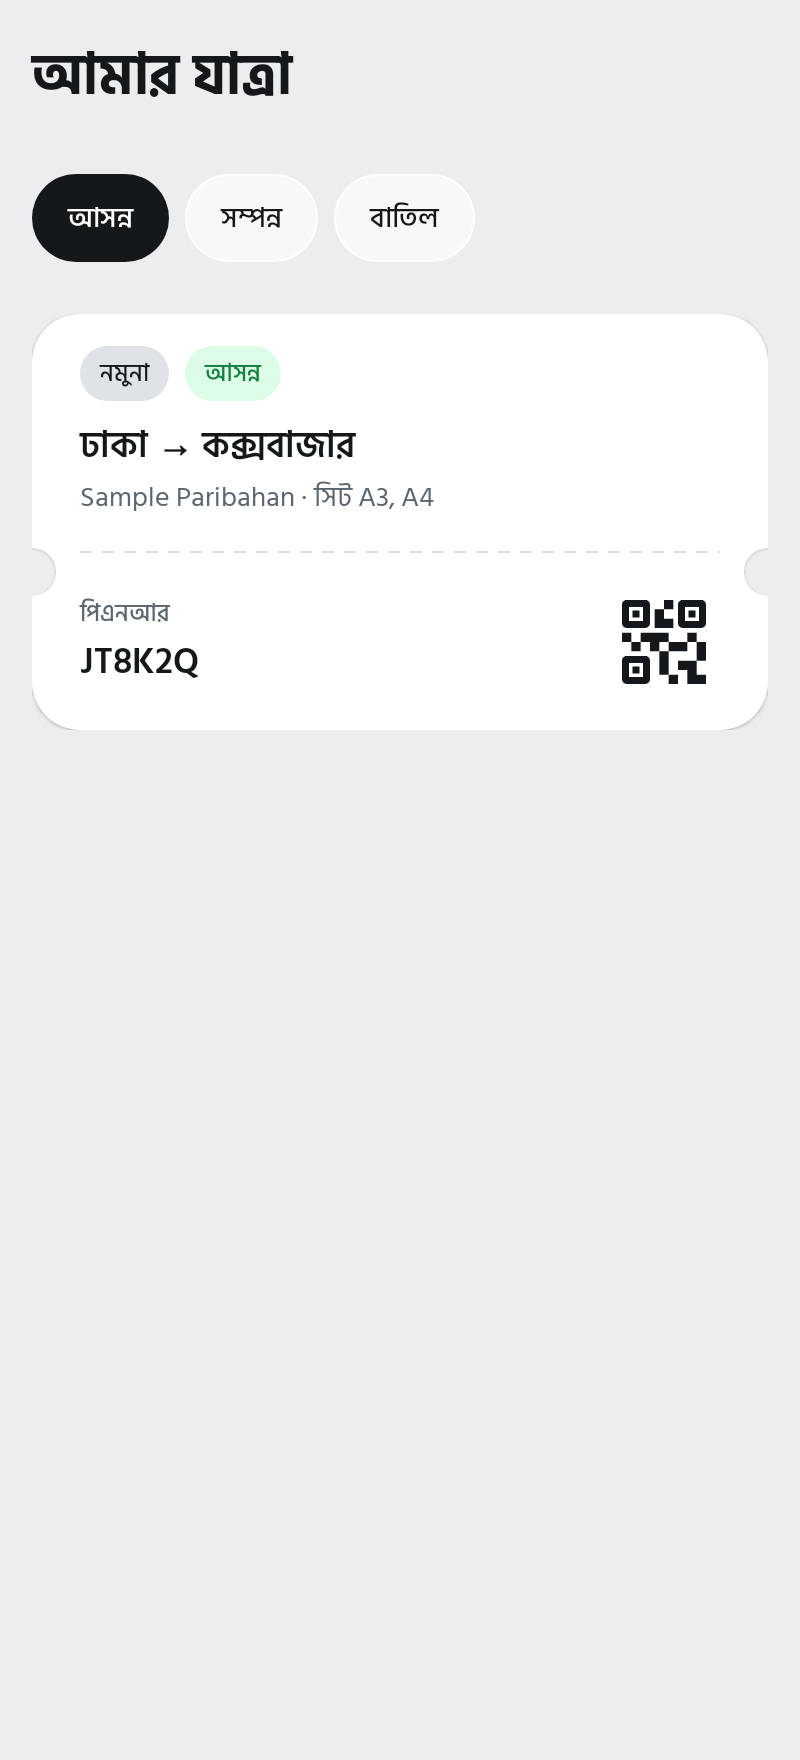 আমার যাত্রা
আসন্ন সম্পন্ন বাতিল
নমুনা আসন্ন
ঢাকা → কক্সবাজার
Sample Paribahan · সিট A3, A4
পিএনআর
JT8K2Q